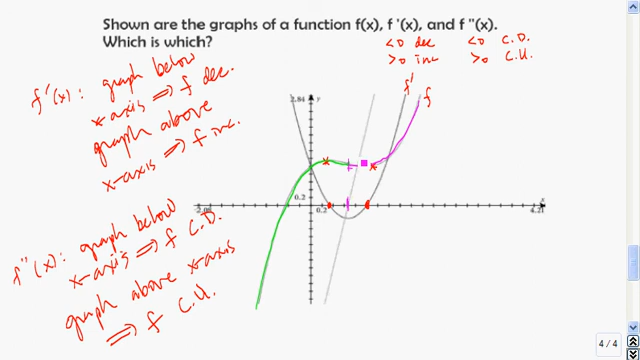 Shown are the graphs of a function f(x), f '(x), and f "(x).
Which is which?
<0 dec <0 C.D.
>0 inc >0 C.U.
f'(x): graph below
x-axis ⇒ f dec.
graph above
x-axis ⇒ f inc.
f"(x): graph below
x-axis ⇒ f C.D.
graph above x-axis
⇒ f C.U.
f'
f
2.84 y
0.2
-2.08 0.2 x 4.21
4 / 4